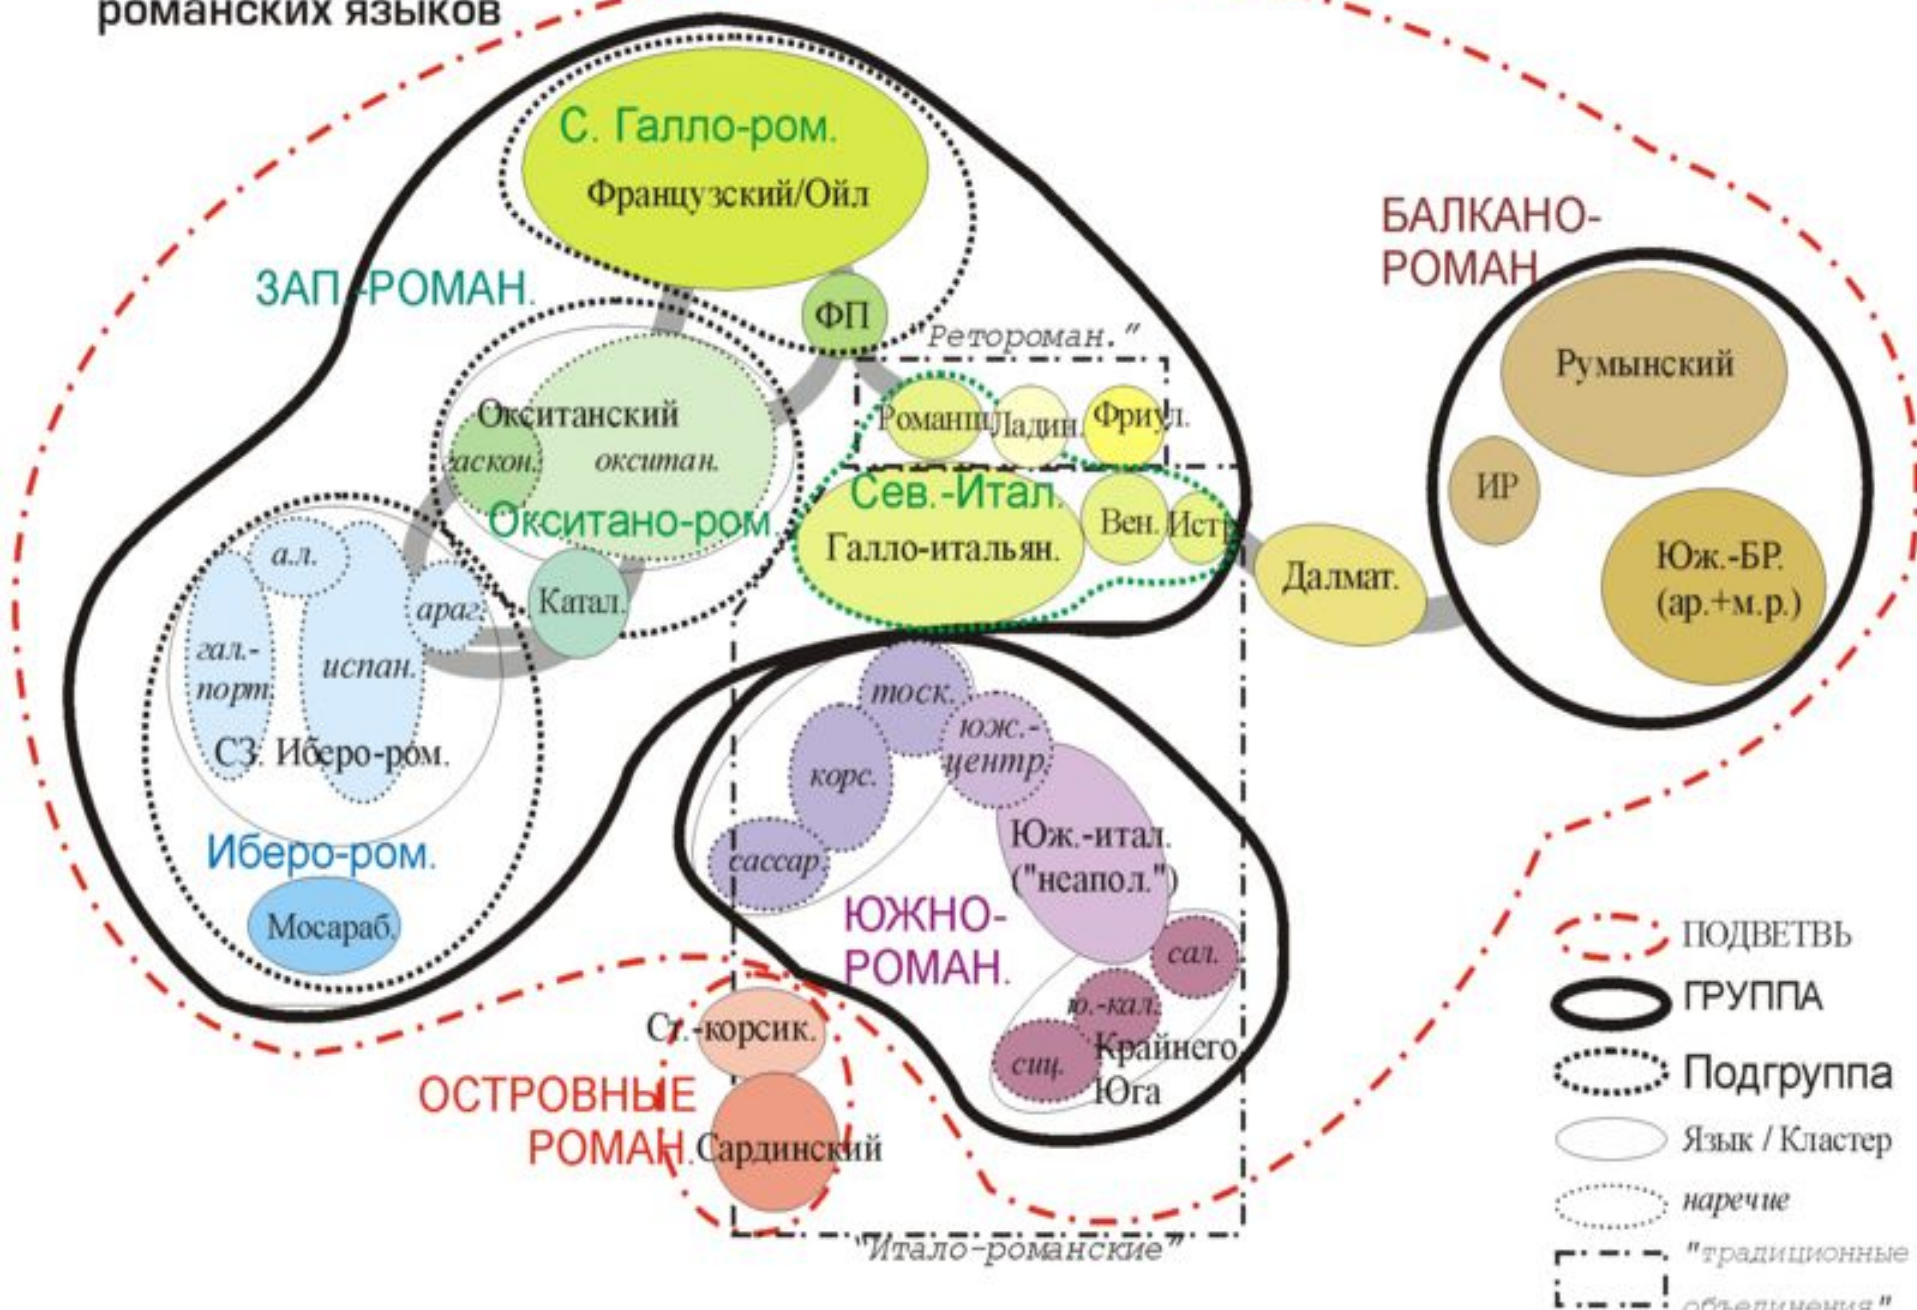 романских языков
С. Галло-ром.
Французский/Ойл
ЗАП.-РОМАН.
ФП
"Ретороман."
БАЛКАНО-
РОМАН.
Румынский
ИР
Юж.-БР.
(ар.+м.р.)
Окситанский
гаскон.
окситан.
Окситано-ром.
Романш.
Ладин.
Фриул.
Сев.-Итал.
Галло-итальян.
Вен.
Истр.
Далмат.
а.л.
араг.
Катал.
гал.-
порт.
испан.
СЗ. Иберо-ром.
Иберо-ром.
Мосараб.
тоск.
юж.-
центр.
корс.
сассар.
Юж.-итал.
("неапол.")
ЮЖНО-
РОМАН.
сал.
ю.-кал.
сиц.
Крайнего
Юга
Ст.-корсик.
ОСТРОВНЫЕ
РОМАН.
Сардинский
"Итало-романские"
ПОДВЕТВЬ
ГРУППА
Подгруппа
Язык / Кластер
наречие
"традиционные
объединения"